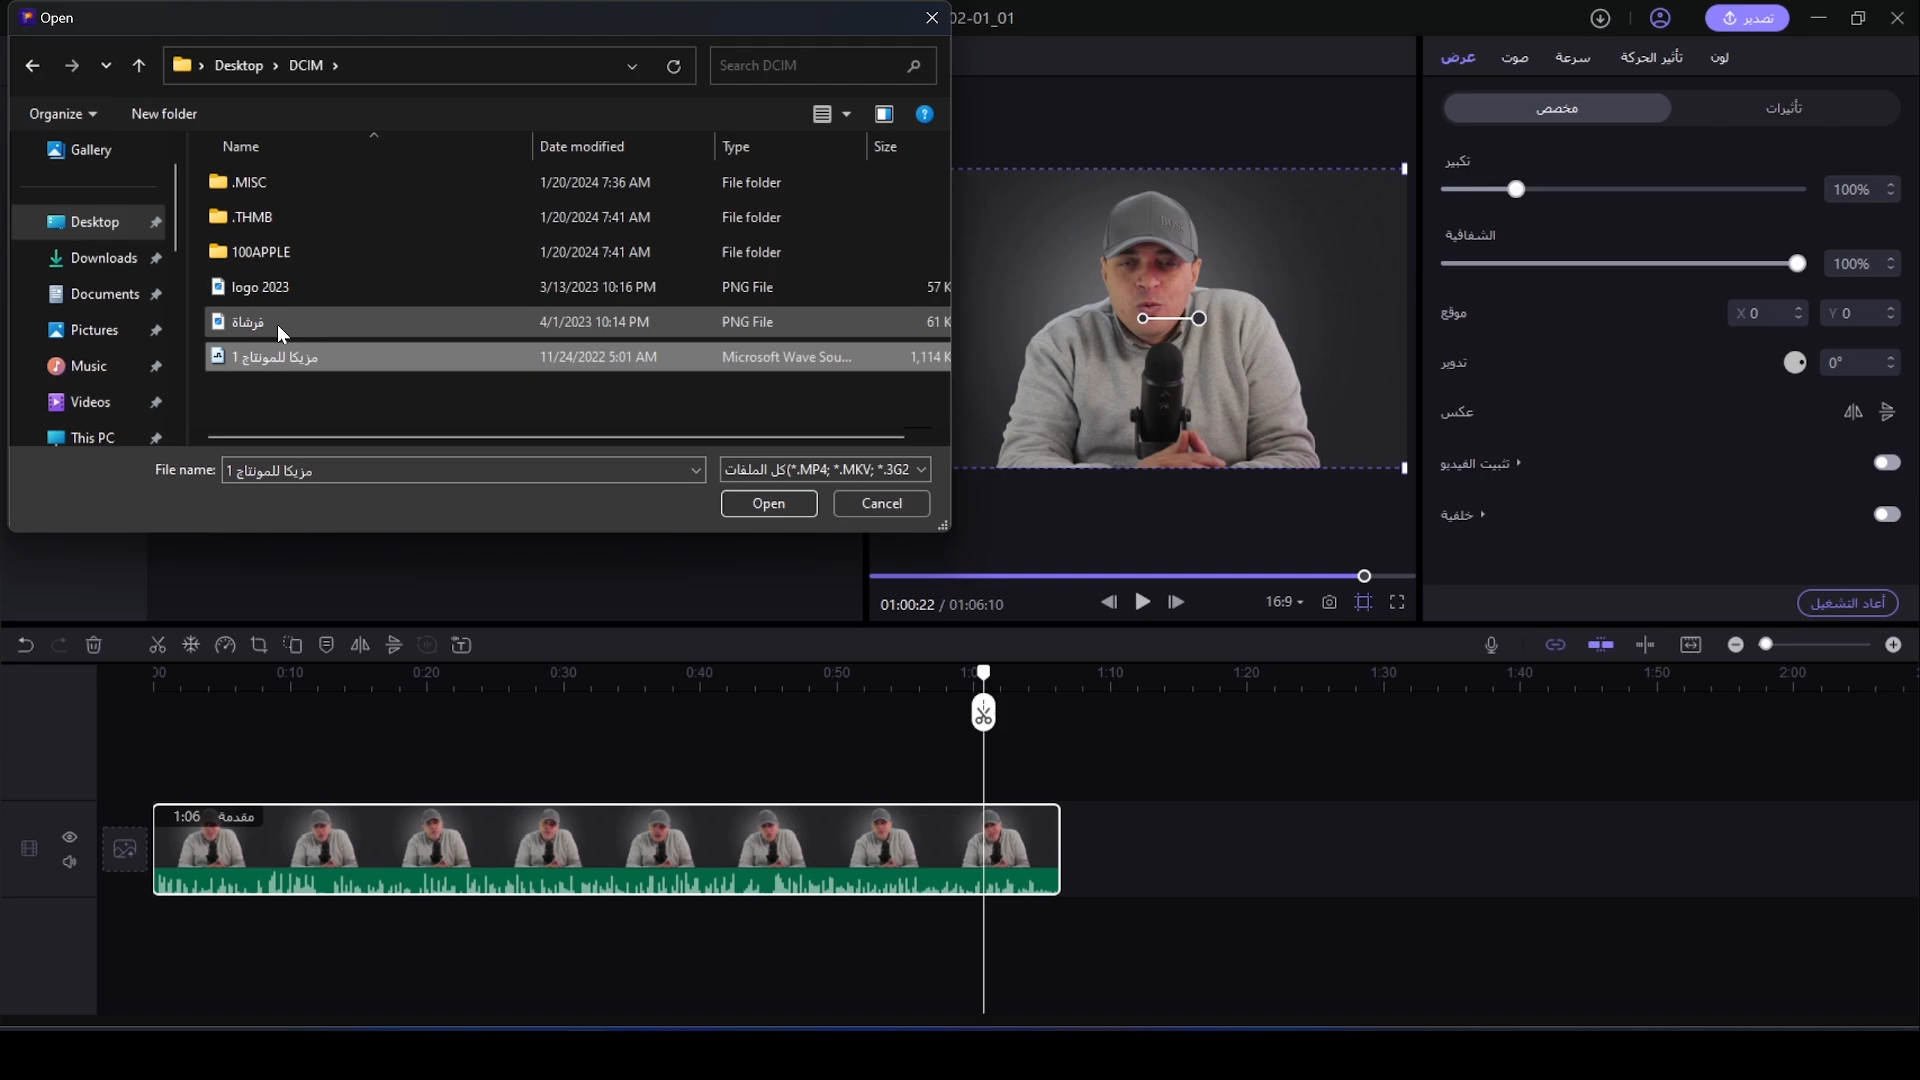 Open
02-01_01
تصدير
Desktop
DCIM
Search DCIM
Organize
New folder
Name
Date modified
Type
Size
Gallery
Desktop
Downloads
Documents
Pictures
Music
Videos
This PC
.MISC 1/20/2024 7:36 AM File folder
.THMB 1/20/2024 7:41 AM File folder
100APPLE 1/20/2024 7:41 AM File folder
logo 2023 3/13/2023 10:16 PM PNG File 57 K
فرشاة 4/1/2023 10:14 PM PNG File 61 K
مزيكا للمونتاج 1 11/24/2022 5:01 AM Microsoft Wave Sou... 1,114 K
File name: مزيكا للمونتاج 1
كل الملفات(*.MP4; *.MKV; *.3G2
Open
Cancel
عرض
صوت
سرعة
تأثير الحركة
لون
مخصص
تأثيرات
تكبير
100%
الشفافية
100%
موقع
X 0
Y 0
تدوير
0°
عكس
تثبيت الفيديو
خلفية
أعاد التشغيل
BOSS
01:00:22 / 01:06:10
16:9
00 0:10 0:20 0:30 0:40 0:50 1:0 1:10 1:20 1:30 1:40 1:50 2:00
1:06 مقدمة